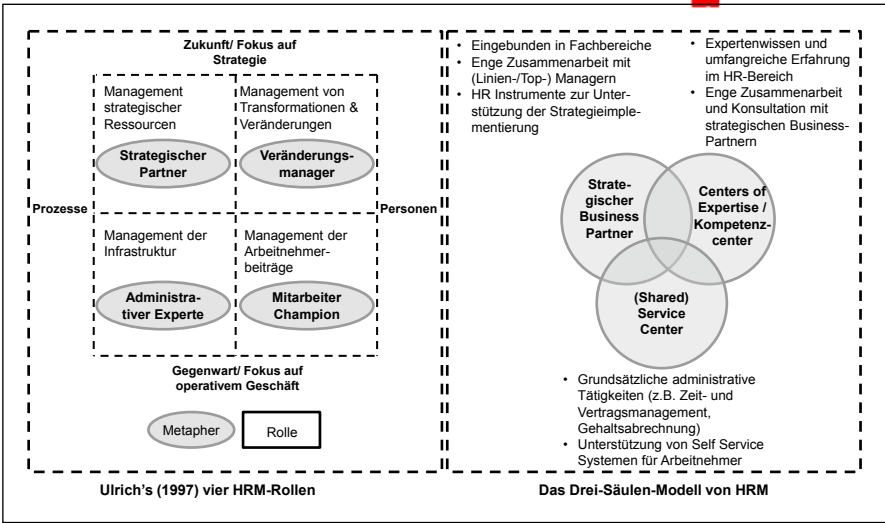 Zukunft/ Fokus auf
Strategie
Management
strategischer
Ressourcen
Strategischer
Partner
Management von
Transformationen &
Veränderungen
Veränderungs-
manager
Prozesse
Personen
Management der
Infrastruktur
Administra-
tiver Experte
Management der
Arbeitnehmer-
beiträge
Mitarbeiter
Champion
Gegenwart/ Fokus auf
operativem Geschäft
Metapher
Rolle
Ulrich's (1997) vier HRM-Rollen
• Eingebunden in Fachbereiche
• Enge Zusammenarbeit mit
(Linien-/Top-) Managern
• HR Instrumente zur Unter-
stützung der Strategieimple-
mentierung
• Expertenwissen und
umfangreiche Erfahrung
im HR-Bereich
• Enge Zusammenarbeit
und Konsultation mit
strategischen Business-
Partnern
Strate-
gischer
Business
Partner
Centers of
Expertise /
Kompetenz-
center
(Shared)
Service
Center
• Grundsätzliche administrative
Tätigkeiten (z.B. Zeit- und
Vertragsmanagement,
Gehaltsabrechnung)
• Unterstützung von Self Service
Systemen für Arbeitnehmer
Das Drei-Säulen-Modell von HRM